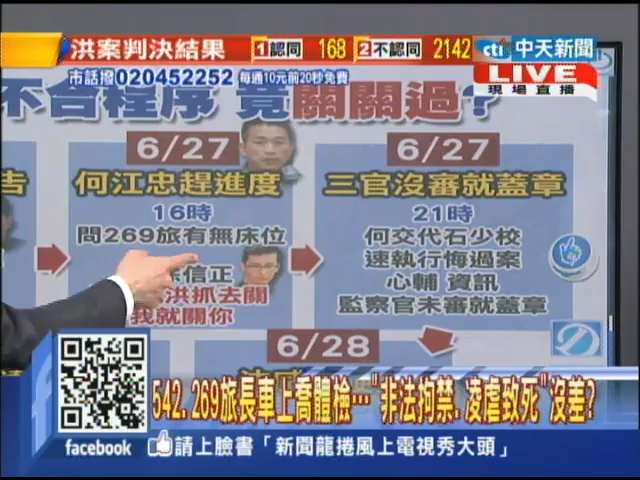 洪案判決結果 1認同 168 2不認同 2142
cti 中天新聞
LIVE
現場直播
市話撥020452252 每通10元前20秒免費
不合程序 竟關關過?
告
6/27
何江忠趕進度
16時
問269旅有無床位
徐信正
洪抓去關
我就關你
6/27
三官沒審就蓋章
21時
何交代石少校
速執行悔過案
心輔 資訊
監察官未審就蓋章
6/28
542.269旅長車上喬體檢…"非法拘禁.凌虐致死"沒差?
facebook 請上臉書「新聞龍捲風上電視秀大頭」